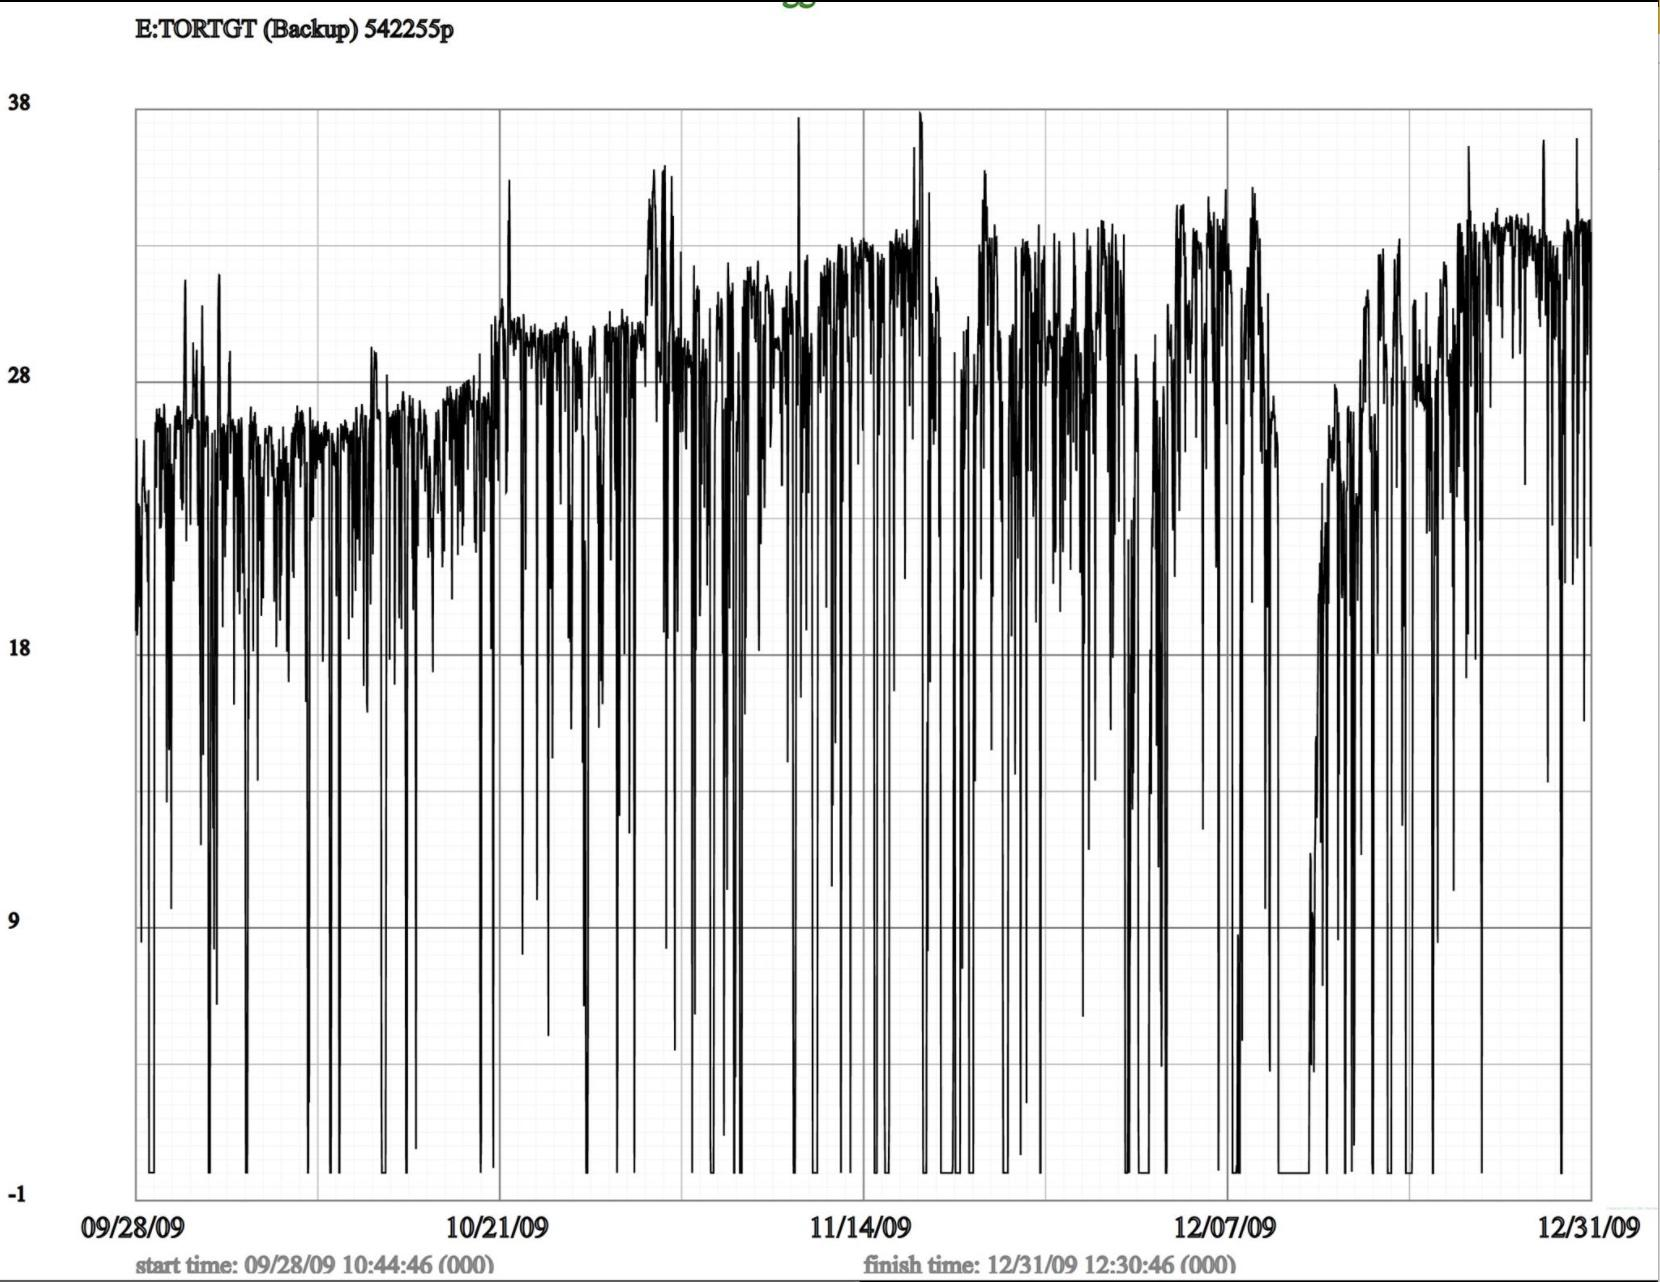 E:TORTGT (Backup) 542255p
38
28
18
9
-1
09/28/09 10/21/09 11/14/09 12/07/09 12/31/09
start time: 09/28/09 10:44:46 (000) finish time: 12/31/09 12:30:46 (000)